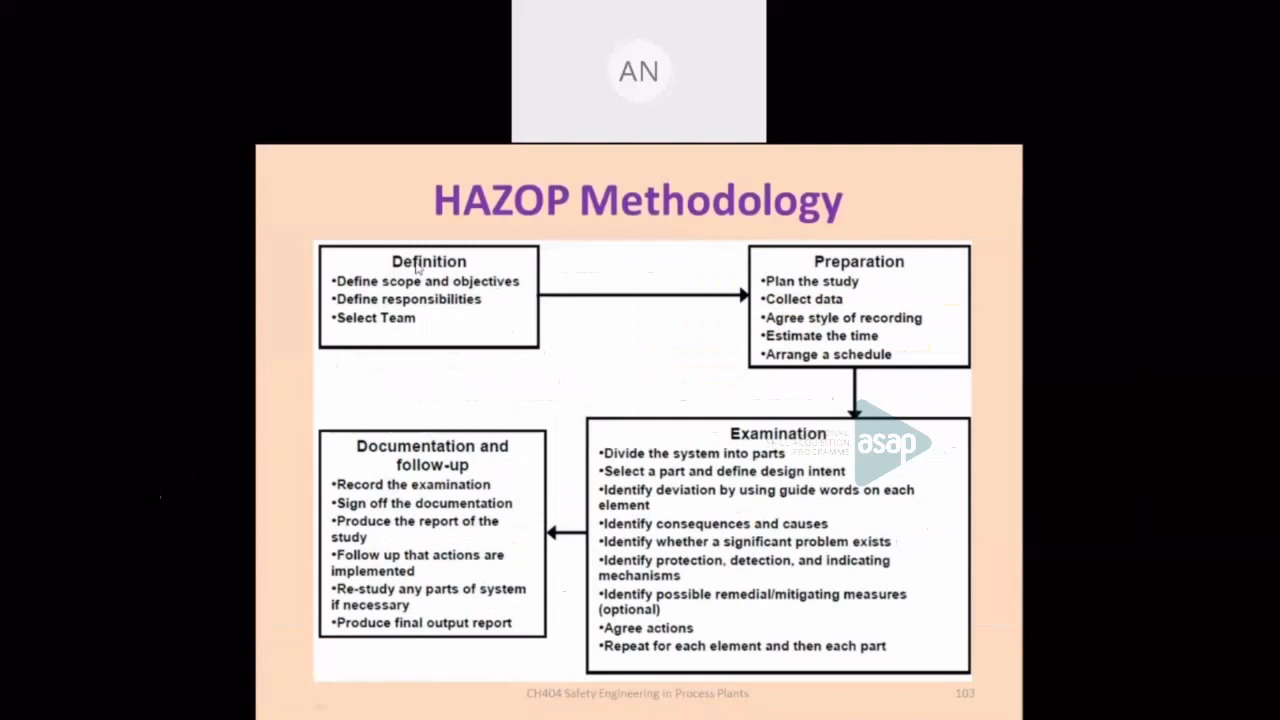 AN
HAZOP Methodology
Definition
•Define scope and objectives
•Define responsibilities
•Select Team
Preparation
•Plan the study
•Collect data
•Agree style of recording
•Estimate the time
•Arrange a schedule
Examination
•Divide the system into parts
•Select a part and define design intent
•Identify deviation by using guide words on each
element
•Identify consequences and causes
•Identify whether a significant problem exists
•Identify protection, detection, and indicating
mechanisms
•Identify possible remedial/mitigating measures
(optional)
•Agree actions
•Repeat for each element and then each part
PROGRAMME
asap
Documentation and
follow-up
•Record the examination
•Sign off the documentation
•Produce the report of the
study
•Follow up that actions are
implemented
•Re-study any parts of system
if necessary
•Produce final output report
CH404 Safety Engineering in Process Plants
103